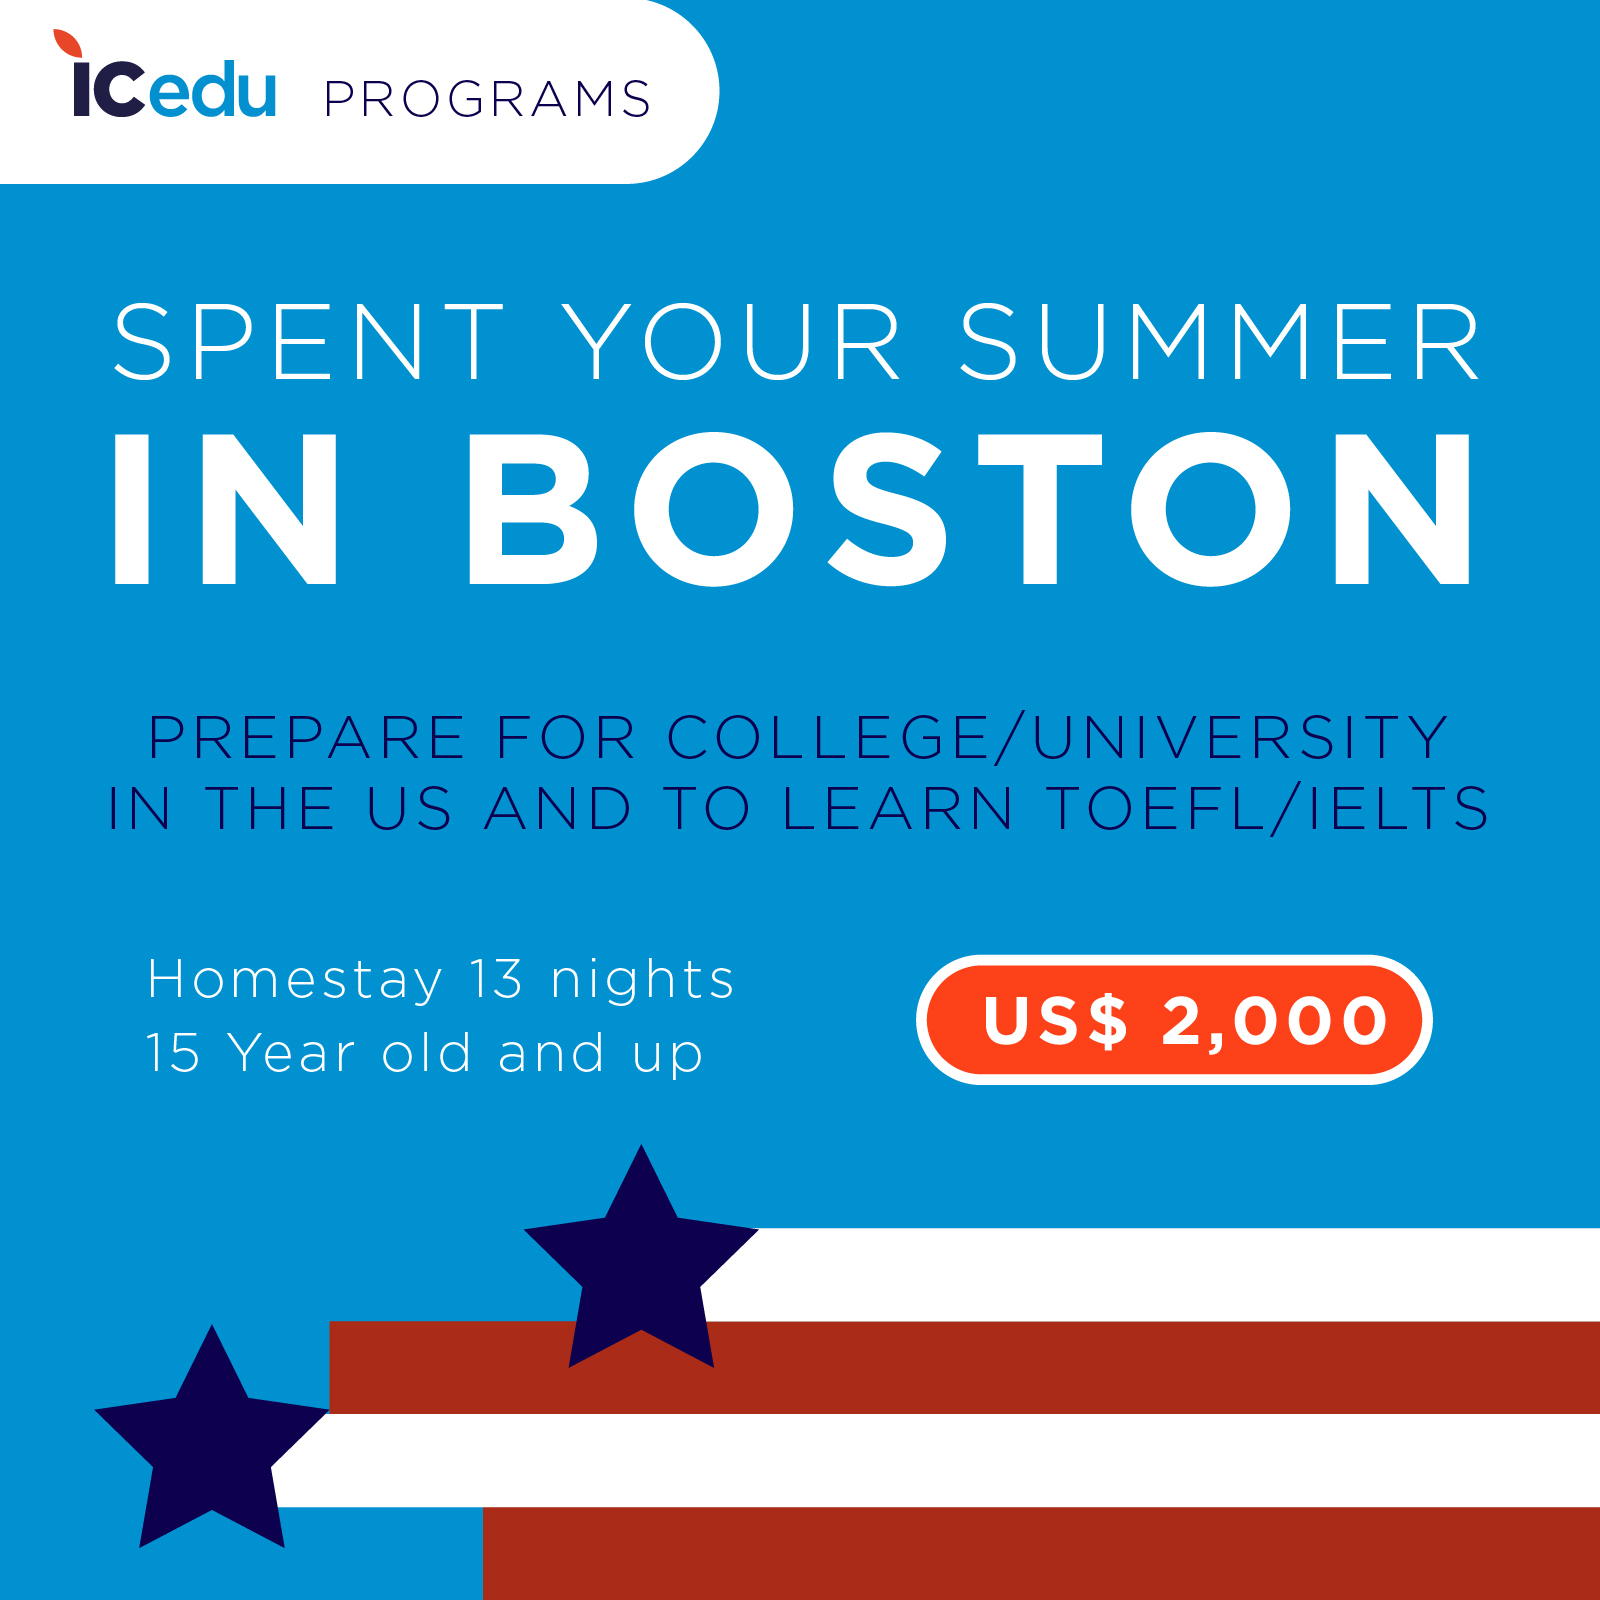 icedu PROGRAMS
SPENT YOUR SUMMER
IN BOSTON
PREPARE FOR COLLEGE/UNIVERSITY
IN THE US AND TO LEARN TOEFL/IELTS
Homestay 13 nights
15 Year old and up
US$ 2,000